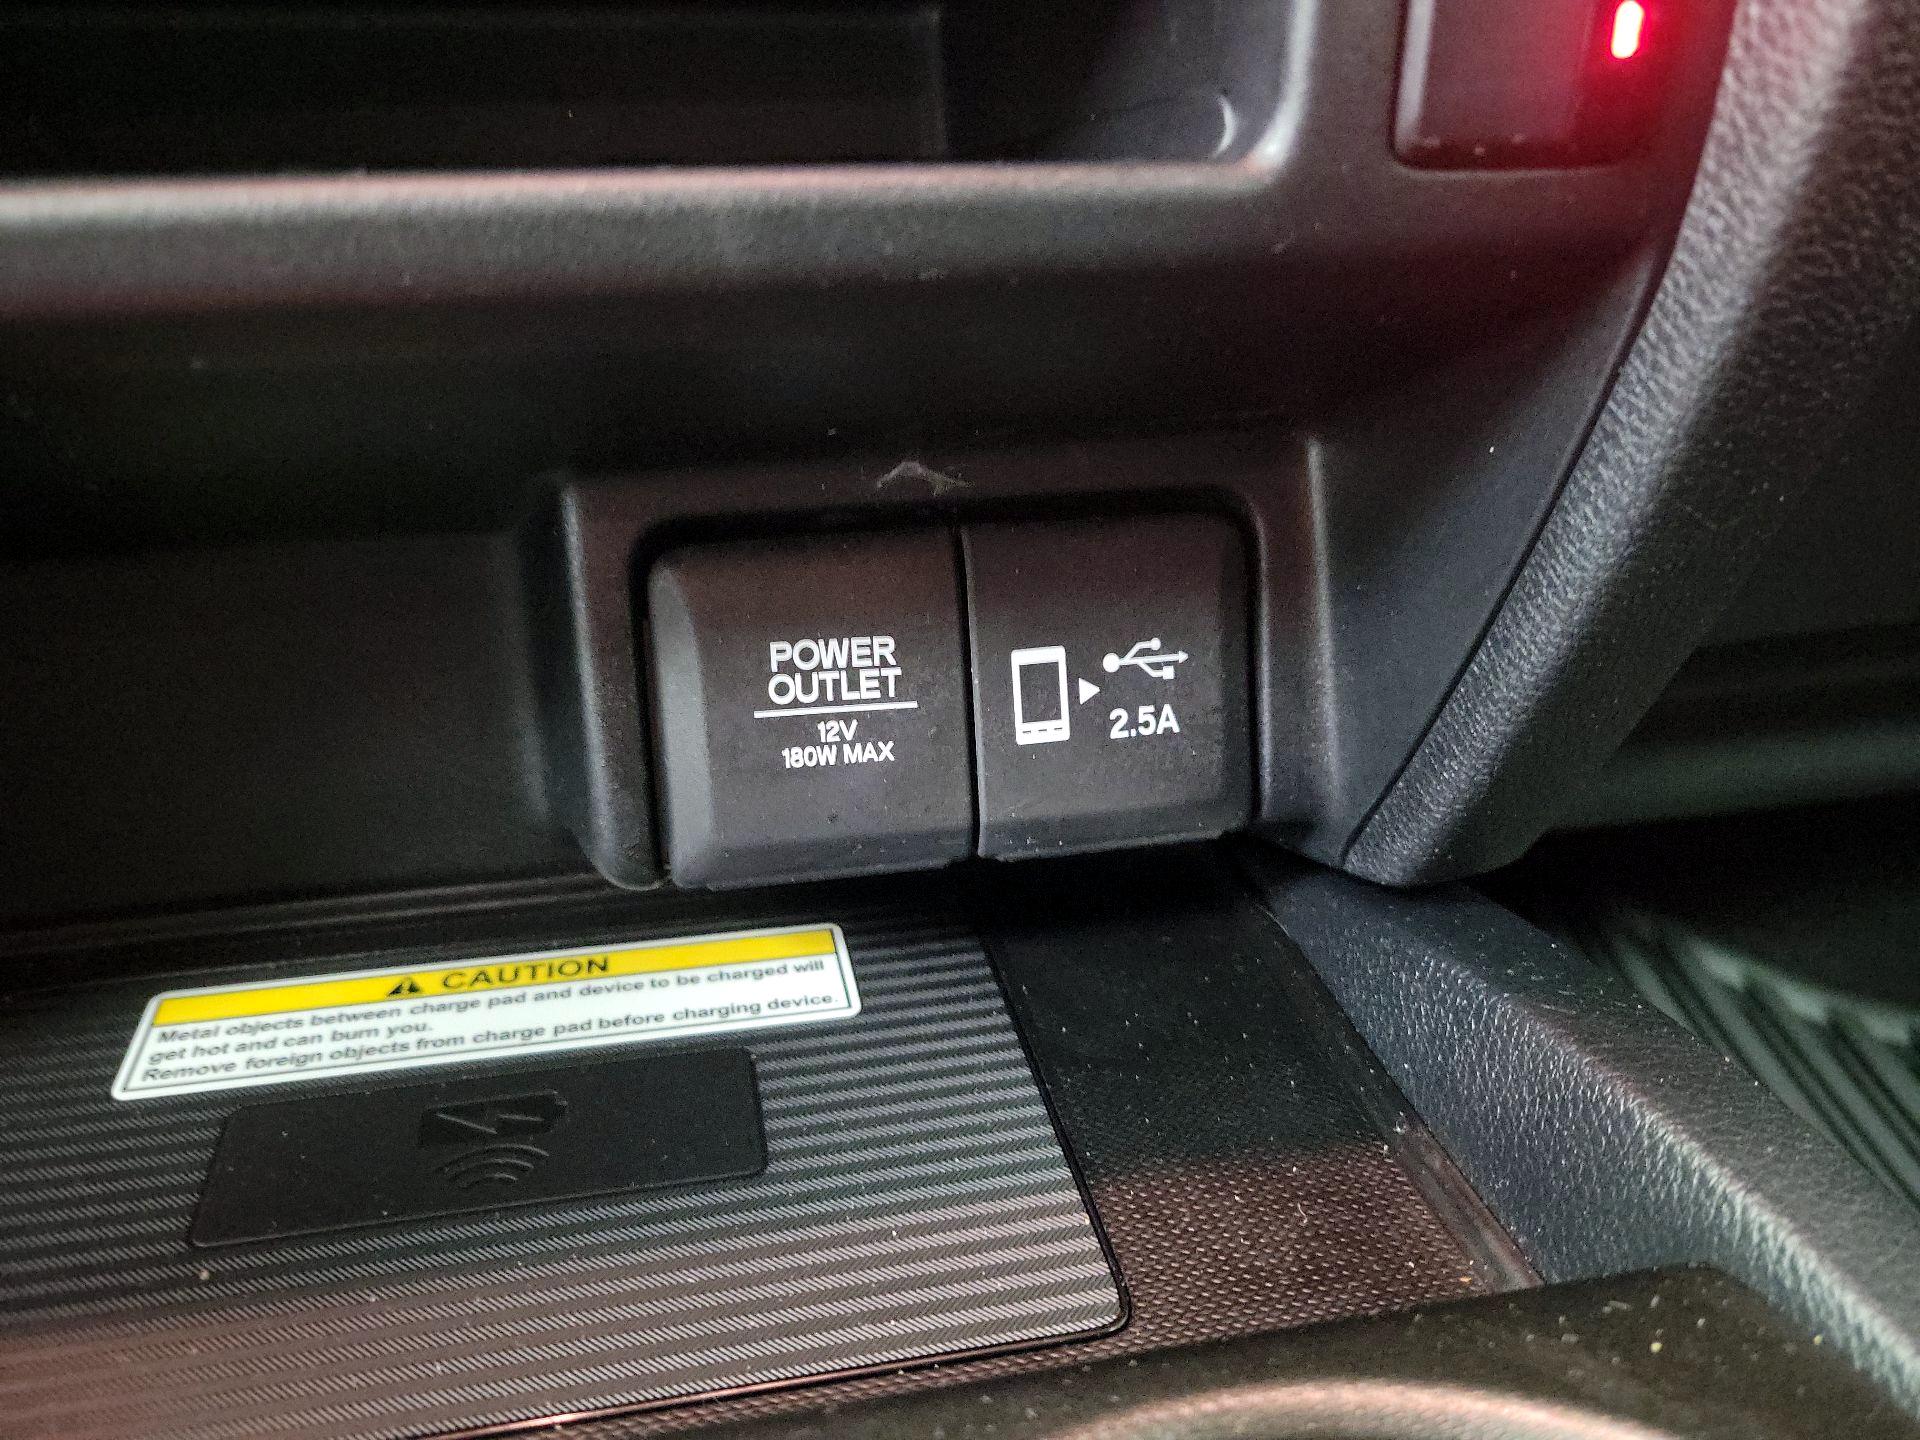 POWER
OUTLET
12V
180W MAX
2.5A
CAUTION
Metal objects between charge pad and device to be charged will
get hot and can burn you.
Remove foreign objects from charge pad before charging device.